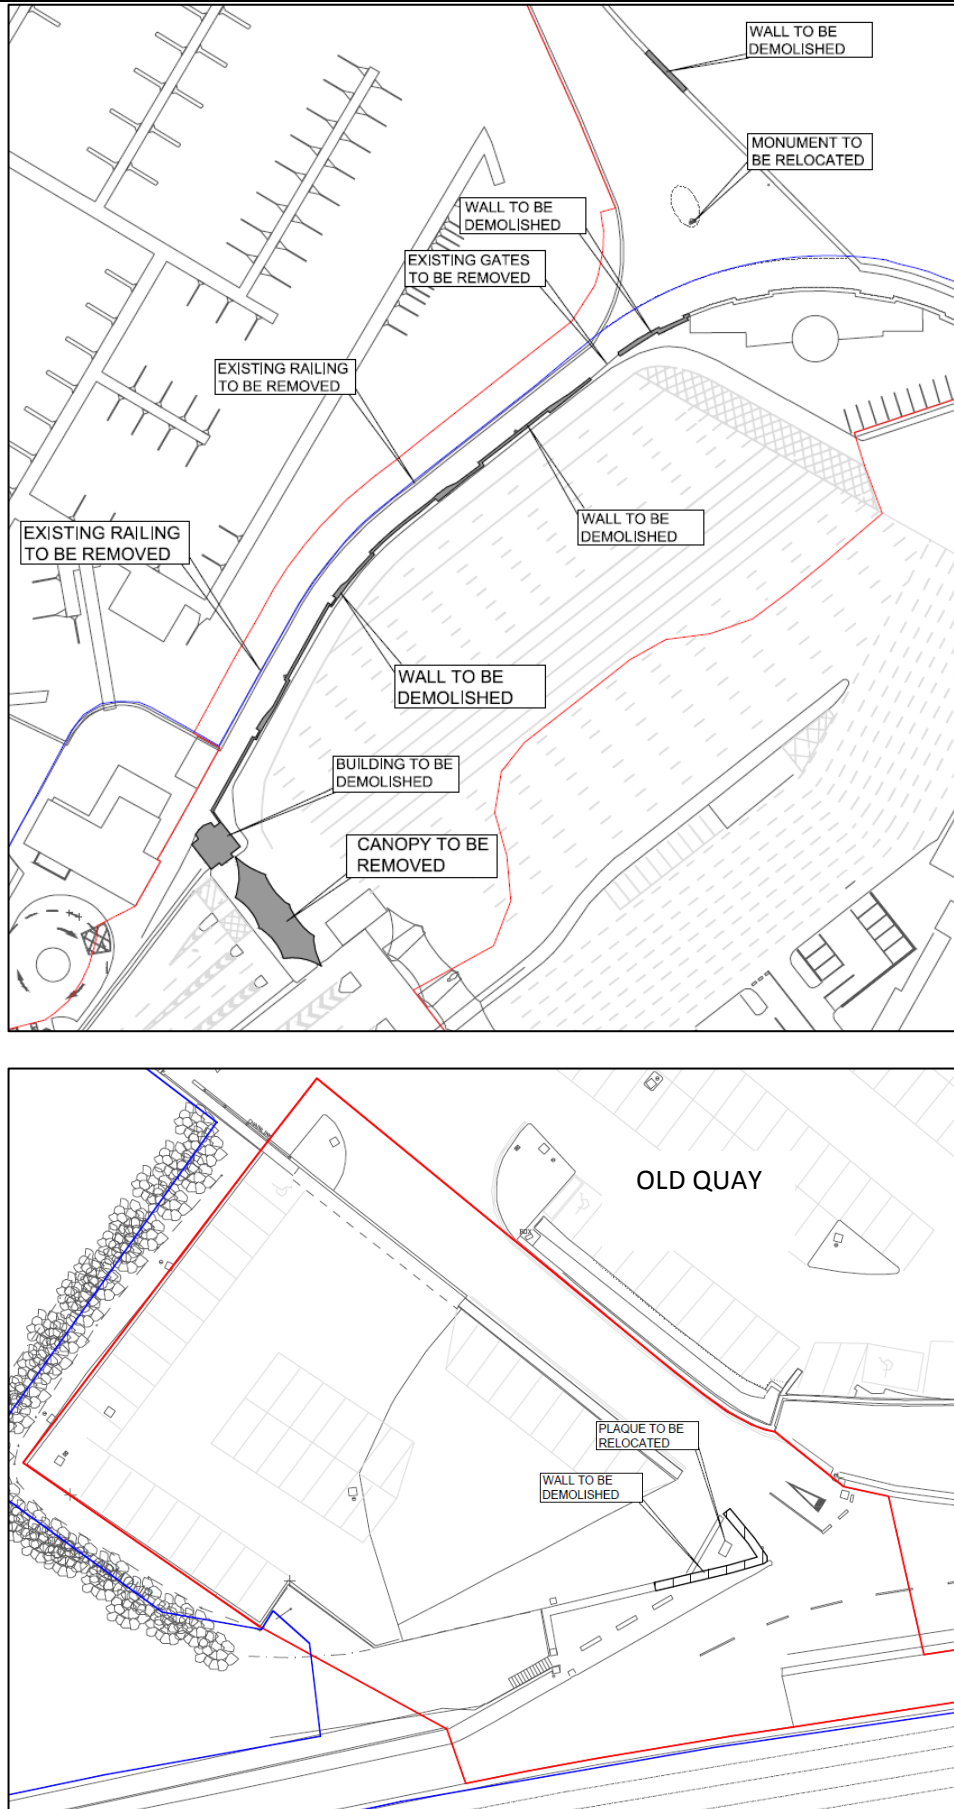 WALL TO BE
DEMOLISHED
MONUMENT TO
BE RELOCATED
WALL TO BE
DEMOLISHED
EXISTING GATES
TO BE REMOVED
EXISTING RAILING
TO BE REMOVED
EXISTING RAILING
TO BE REMOVED
WALL TO BE
DEMOLISHED
WALL TO BE
DEMOLISHED
BUILDING TO BE
DEMOLISHED
CANOPY TO BE
REMOVED
OLD QUAY
BOX
PLAQUE TO BE
RELOCATED
WALL TO BE
DEMOLISHED